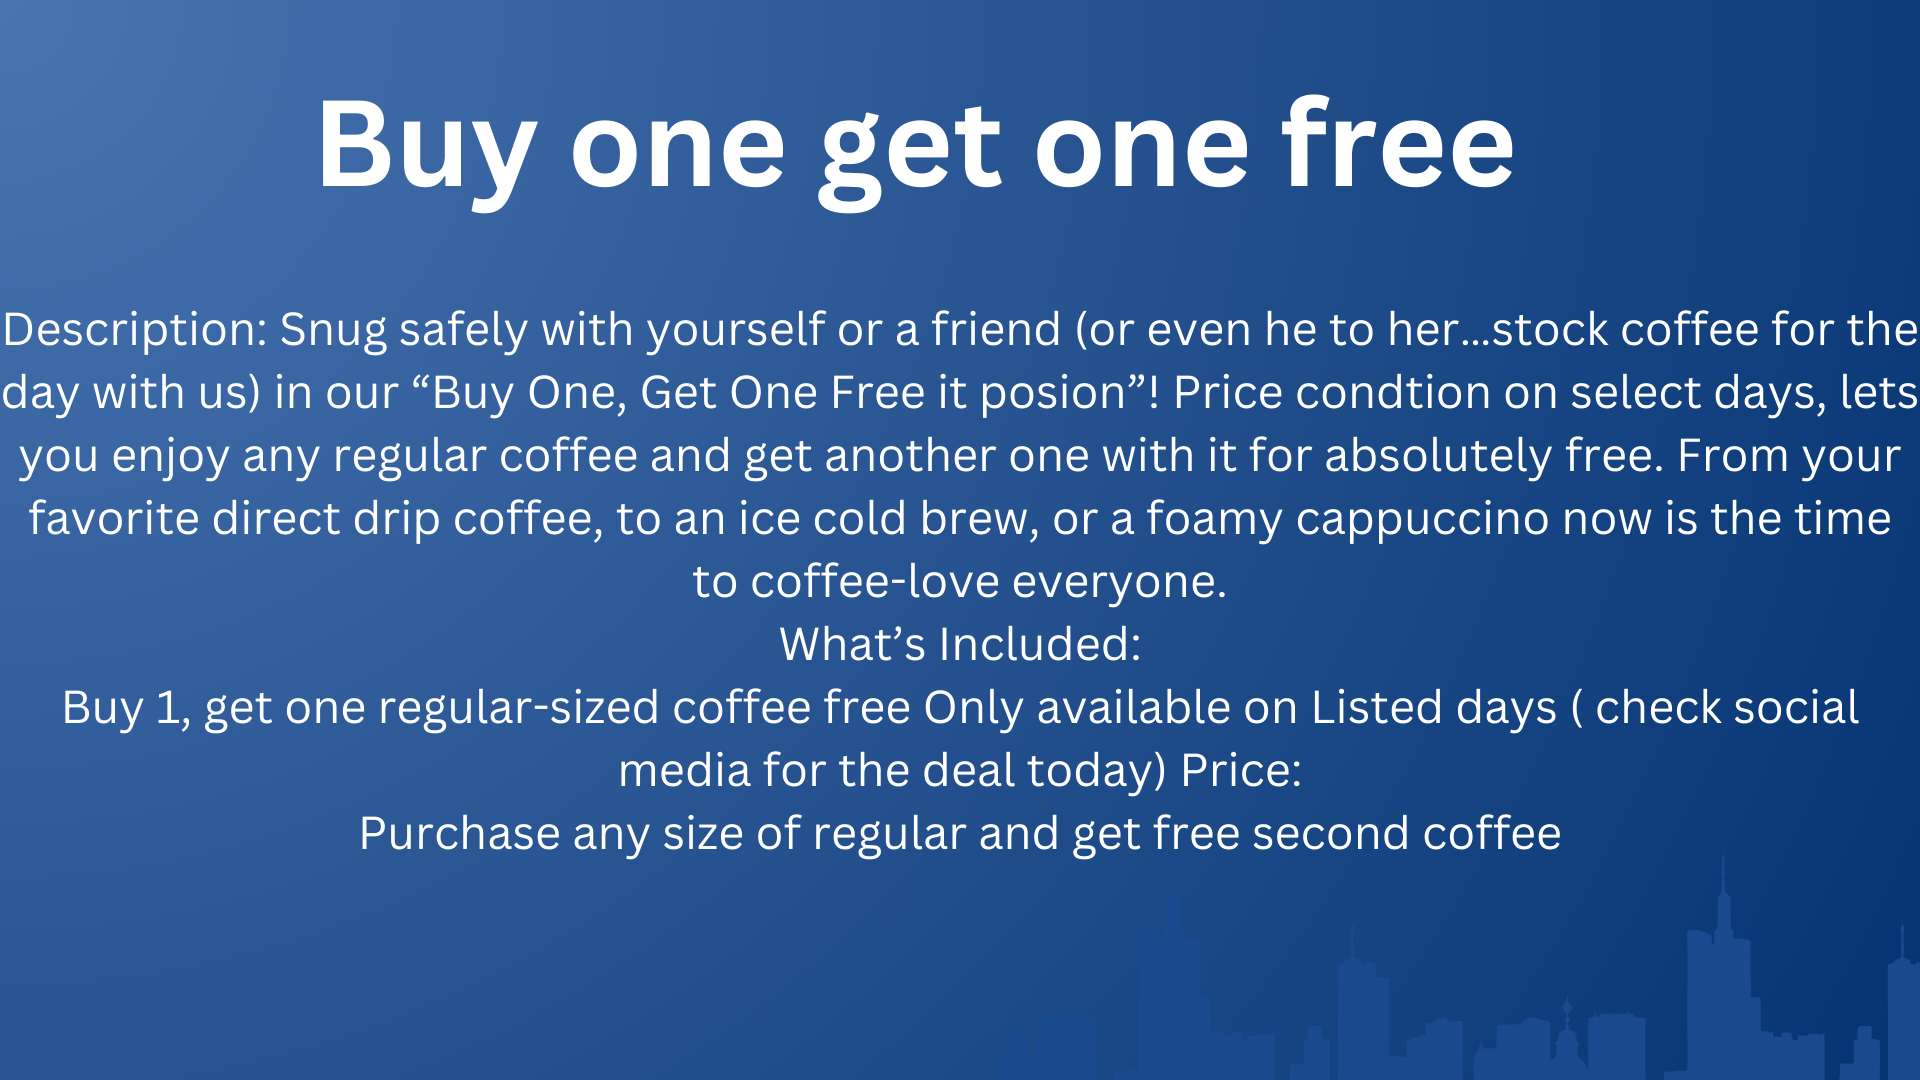 Buy one get one free
Description: Snug safely with yourself or a friend (or even he to her...stock coffee for the
day with us) in our “Buy One, Get One Free it posion”! Price condtion on select days, lets
you enjoy any regular coffee and get another one with it for absolutely free. From your
favorite direct drip coffee, to an ice cold brew, or a foamy cappuccino now is the time
to coffee-love everyone.
What’s Included:
Buy 1, get one regular-sized coffee free Only available on Listed days ( check social
media for the deal today) Price:
Purchase any size of regular and get free second coffee